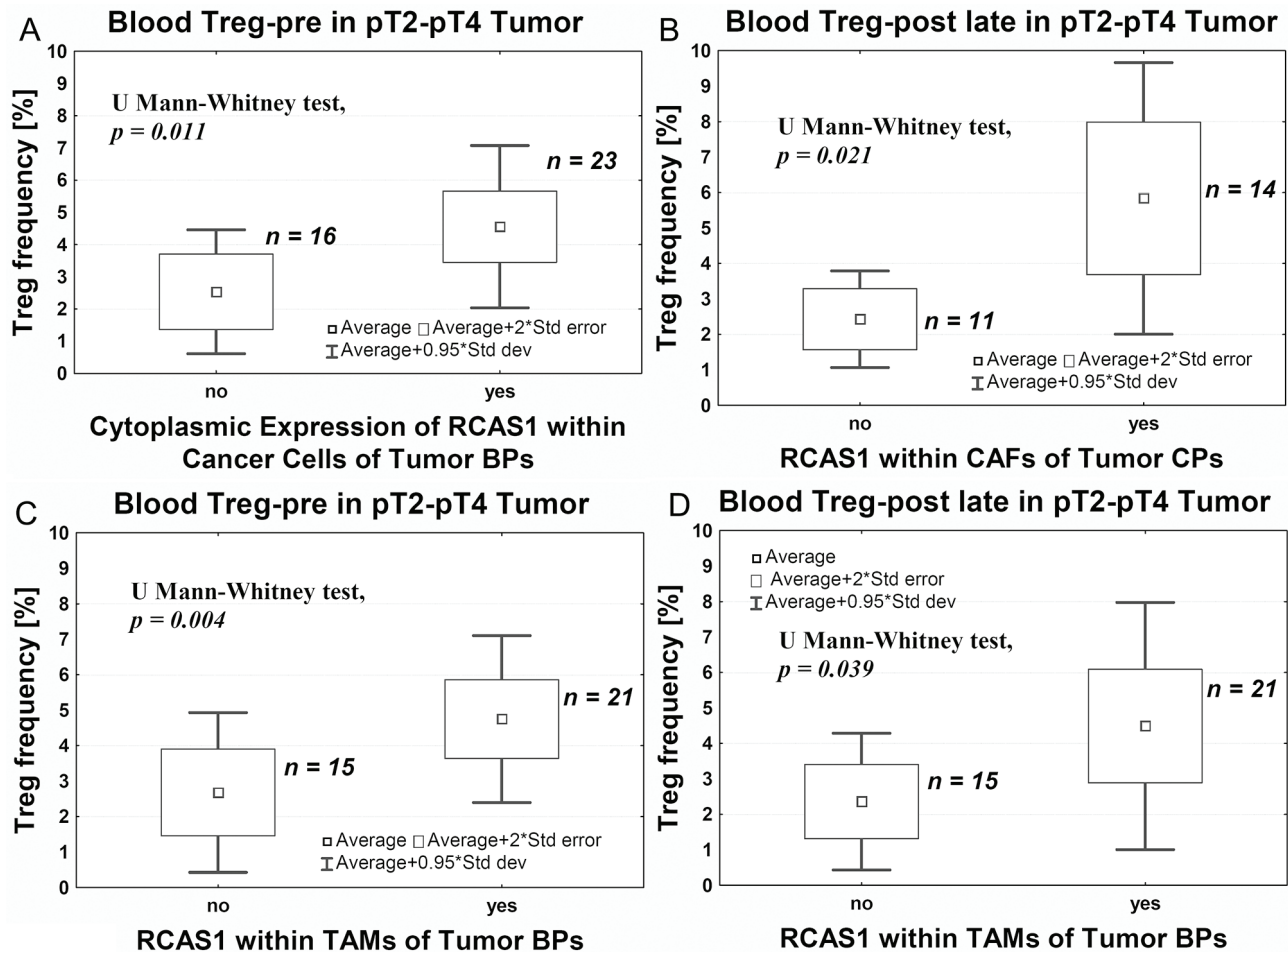 A
Blood Treg-pre in pT2-pT4 Tumor
Treg frequency [%]
10
9
8
7
6
5
4
3
2
1
0
U Mann-Whitney test,
p = 0.011
n = 16
n = 23
Average Average+2*Std error
Average+0.95*Std dev
no
yes
Cytoplasmic Expression of RCAS1 within
Cancer Cells of Tumor BPs
B
Blood Treg-post late in pT2-pT4 Tumor
Treg frequency [%]
10
9
8
7
6
5
4
3
2
1
0
U Mann-Whitney test,
p = 0.021
n = 14
n = 11
Average Average+2*Std error
Average+0.95*Std dev
no
yes
RCAS1 within CAFs of Tumor CPs
C
Blood Treg-pre in pT2-pT4 Tumor
Treg frequency [%]
10
9
8
7
6
5
4
3
2
1
0
U Mann-Whitney test,
p = 0.004
n = 21
n = 15
Average Average+2*Std error
Average+0.95*Std dev
no
yes
RCAS1 within TAMs of Tumor BPs
D
Blood Treg-post late in pT2-pT4 Tumor
Treg frequency [%]
10
9
8
7
6
5
4
3
2
1
0
Average
Average+2*Std error
Average+0.95*Std dev
U Mann-Whitney test,
p = 0.039
n = 21
n = 15
no
yes
RCAS1 within TAMs of Tumor BPs